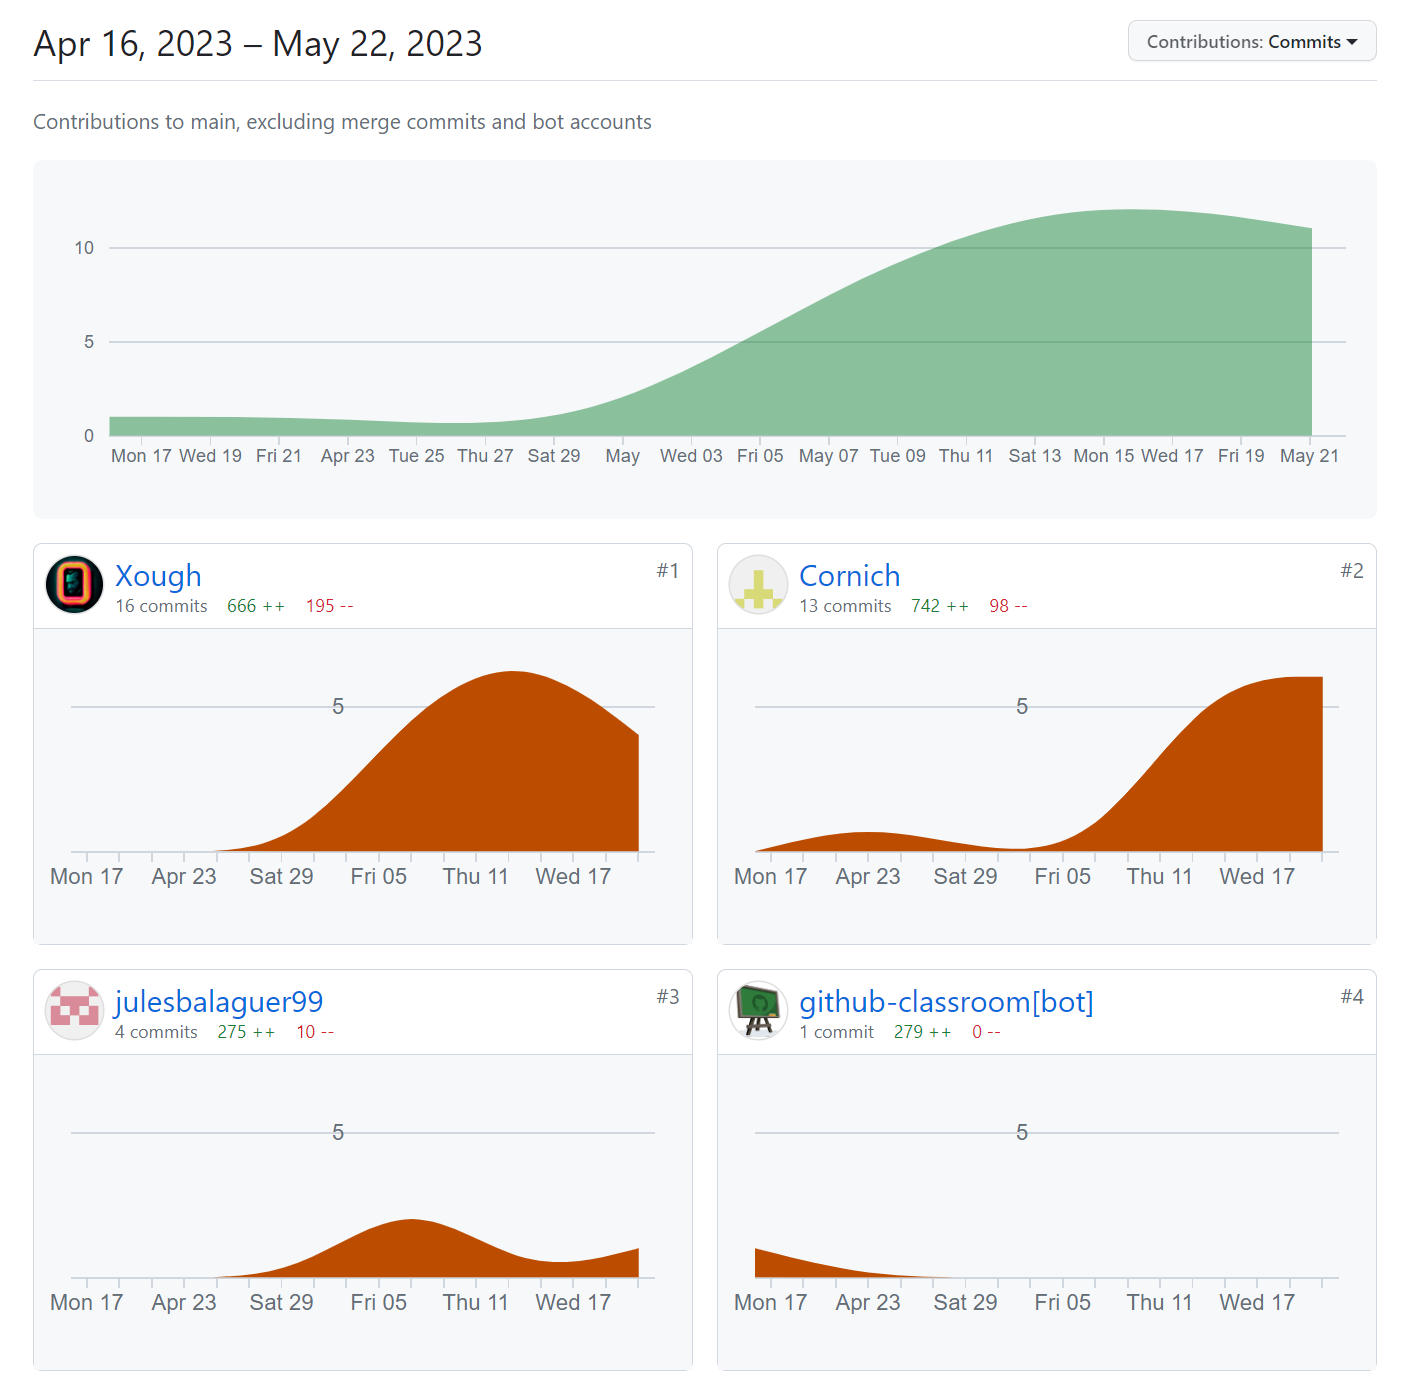 Apr 16, 2023 – May 22, 2023
Contributions: Commits
Contributions to main, excluding merge commits and bot accounts
10
5
0
Mon 17 Wed 19 Fri 21 Apr 23 Tue 25 Thu 27 Sat 29 May Wed 03 Fri 05 May 07 Tue 09 Thu 11 Sat 13 Mon 15 Wed 17 Fri 19 May 21
Xough
#1
16 commits 666 ++ 195 --
5
Mon 17 Apr 23 Sat 29 Fri 05 Thu 11 Wed 17
Cornich
#2
13 commits 742 ++ 98 --
5
Mon 17 Apr 23 Sat 29 Fri 05 Thu 11 Wed 17
julesbalaguer99
#3
4 commits 275 ++ 10 --
5
Mon 17 Apr 23 Sat 29 Fri 05 Thu 11 Wed 17
github-classroom[bot]
#4
1 commit 279 ++ 0 --
5
Mon 17 Apr 23 Sat 29 Fri 05 Thu 11 Wed 17